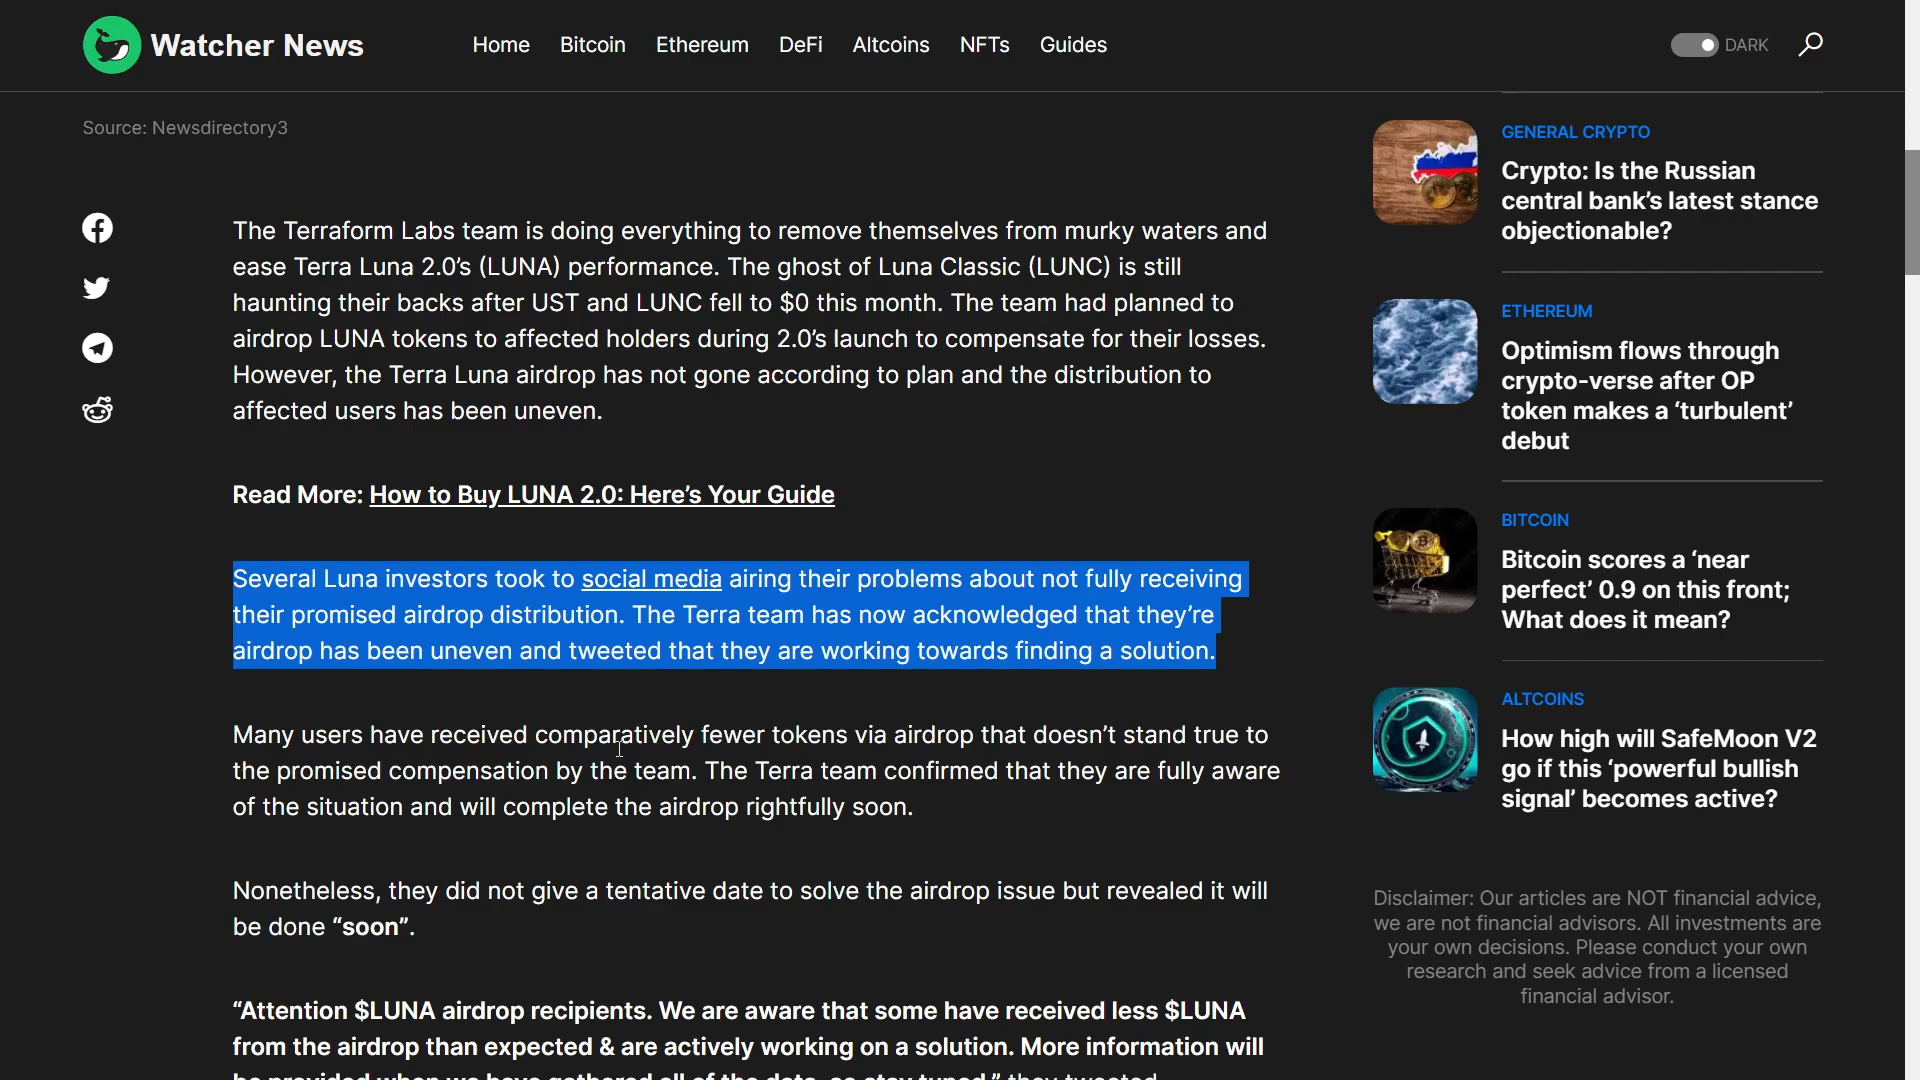 Watcher News
Home Bitcoin Ethereum DeFi Altcoins NFTs Guides
DARK
Source: Newsdirectory3
The Terraform Labs team is doing everything to remove themselves from murky waters and
ease Terra Luna 2.0’s (LUNA) performance. The ghost of Luna Classic (LUNC) is still
haunting their backs after UST and LUNC fell to $0 this month. The team had planned to
airdrop LUNA tokens to affected holders during 2.0’s launch to compensate for their losses.
However, the Terra Luna airdrop has not gone according to plan and the distribution to
affected users has been uneven.
Read More: How to Buy LUNA 2.0: Here’s Your Guide
Several Luna investors took to social media airing their problems about not fully receiving
their promised airdrop distribution. The Terra team has now acknowledged that they’re
airdrop has been uneven and tweeted that they are working towards finding a solution.
Many users have received comparatively fewer tokens via airdrop that doesn’t stand true to
the promised compensation by the team. The Terra team confirmed that they are fully aware
of the situation and will complete the airdrop rightfully soon.
Nonetheless, they did not give a tentative date to solve the airdrop issue but revealed it will
be done “soon”.
“Attention $LUNA airdrop recipients. We are aware that some have received less $LUNA
from the airdrop than expected & are actively working on a solution. More information will
be provided when we have gathered all of the data, so stay tuned,” they tweeted
GENERAL CRYPTO
Crypto: Is the Russian
central bank’s latest stance
objectionable?
ETHEREUM
Optimism flows through
crypto-verse after OP
token makes a ‘turbulent’
debut
BITCOIN
Bitcoin scores a ‘near
perfect’ 0.9 on this front;
What does it mean?
ALTCOINS
How high will SafeMoon V2
go if this ‘powerful bullish
signal’ becomes active?
Disclaimer: Our articles are NOT financial advice,
we are not financial advisors. All investments are
your own decisions. Please conduct your own
research and seek advice from a licensed
financial advisor.